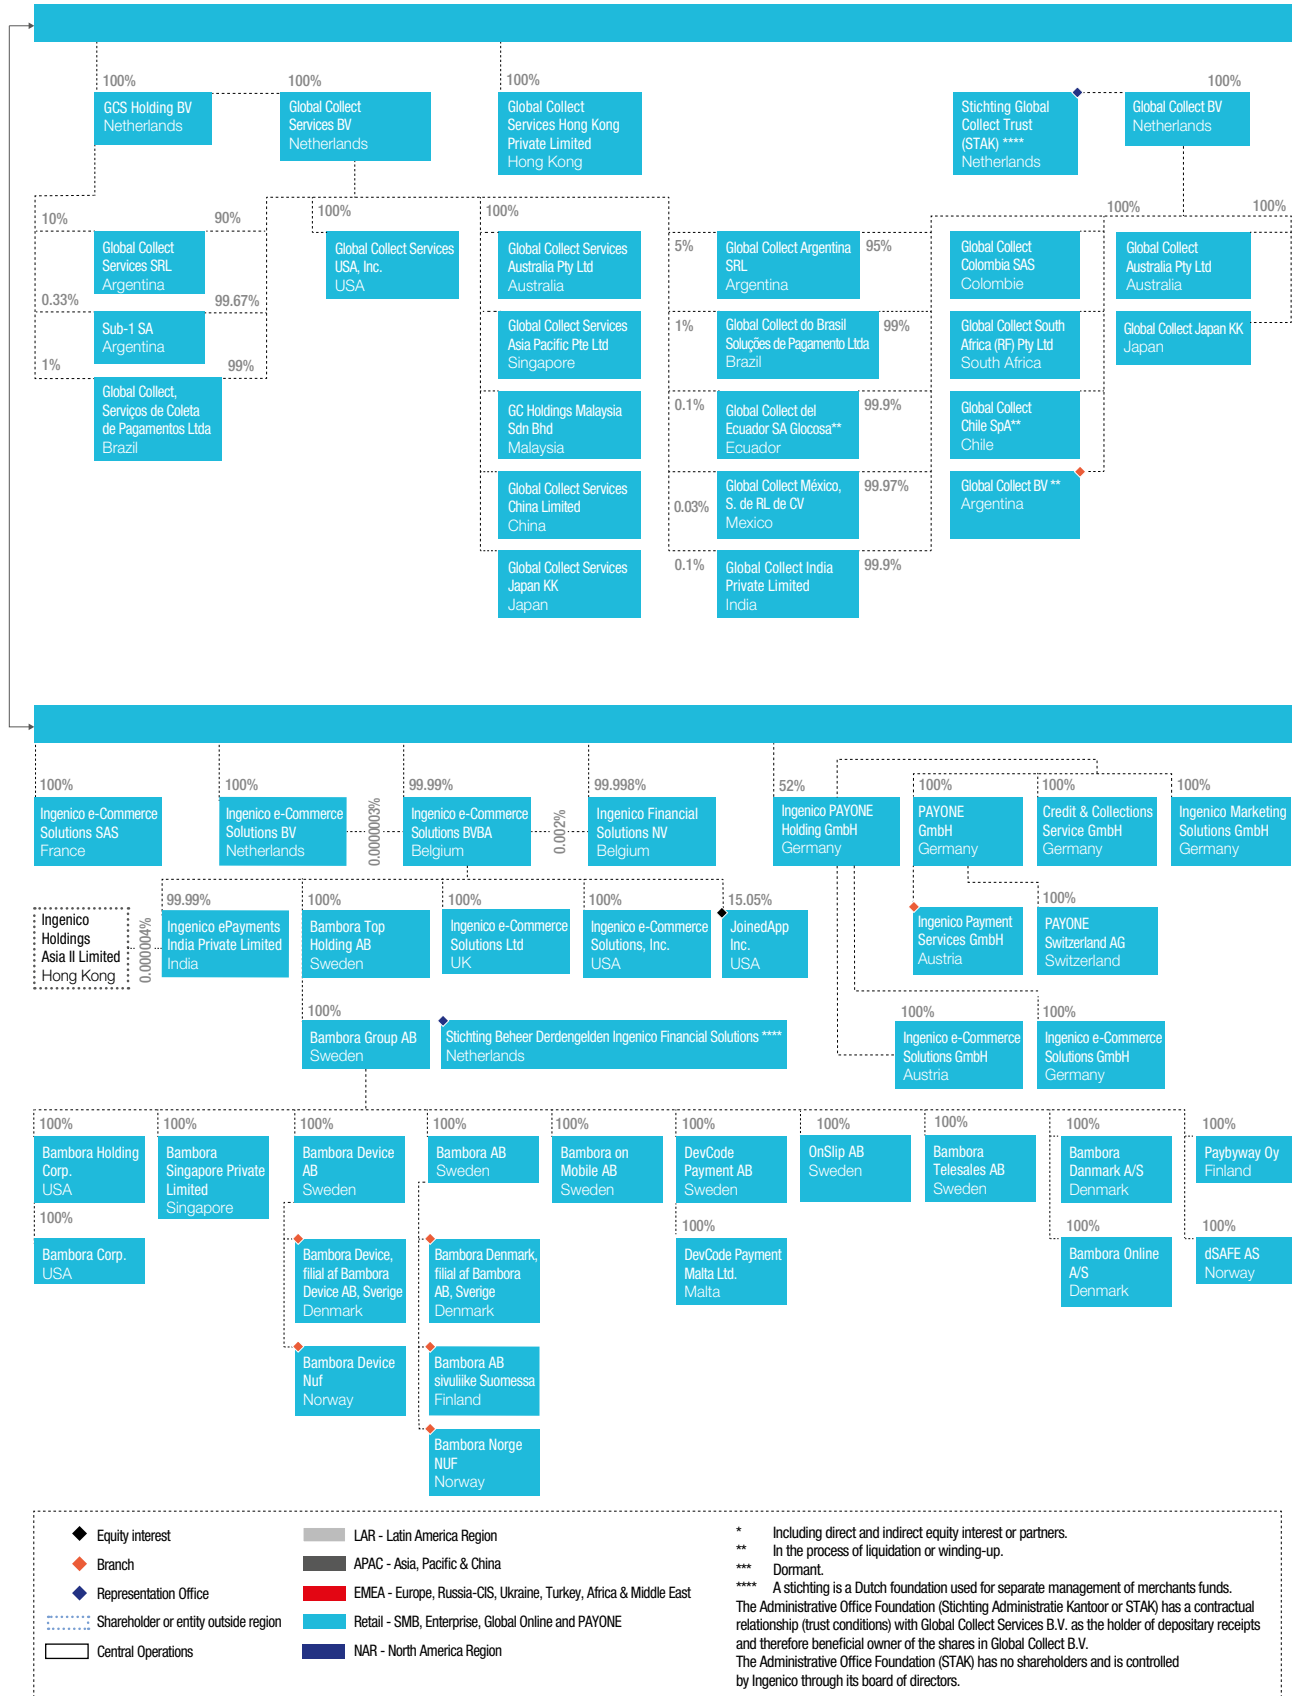 100%
GCS Holding BV
Netherlands
100%
Global Collect
Services BV
Netherlands
100%
Global Collect
Services Hong Kong
Private Limited
Hong Kong
Stichting Global
Collect Trust
(STAK) ****
Netherlands
100%
Global Collect BV
Netherlands
10%
90%
Global Collect
Services SRL
Argentina
0.33%
99.67%
Sub-1 SA
Argentina
1%
99%
Global Collect,
Serviços de Coleta
de Pagamentos Ltda
Brazil
100%
Global Collect Services
USA, Inc.
USA
100%
Global Collect Services
Australia Pty Ltd
Australia
Global Collect Services
Asia Pacific Pte Ltd
Singapore
GC Holdings Malaysia
Sdn Bhd
Malaysia
Global Collect Services
China Limited
China
Global Collect Services
Japan KK
Japan
5%
Global Collect Argentina
SRL
Argentina
95%
1%
Global Collect do Brasil
Soluções de Pagamento Ltda
Brazil
99%
0.1%
Global Collect del
Ecuador SA Glocosa**
Ecuador
99.9%
0.03%
Global Collect México,
S. de RL de CV
Mexico
99.97%
0.1%
Global Collect India
Private Limited
India
99.9%
100%
Global Collect
Colombia SAS
Colombie
Global Collect South
Africa (RF) Pty Ltd
South Africa
Global Collect
Chile SpA**
Chile
Global Collect BV **
Argentina
100%
Global Collect
Australia Pty Ltd
Australia
Global Collect Japan KK
Japan
100%
Ingenico e-Commerce
Solutions SAS
France
100%
Ingenico e-Commerce
Solutions BV
Netherlands
0.0000003%
99.99%
Ingenico e-Commerce
Solutions BVBA
Belgium
0.002%
99.998%
Ingenico Financial
Solutions NV
Belgium
52%
Ingenico PAYONE
Holding GmbH
Germany
100%
PAYONE
GmbH
Germany
100%
Credit & Collections
Service GmbH
Germany
100%
Ingenico Marketing
Solutions GmbH
Germany
Ingenico
Holdings
Asia II Limited
Hong Kong
0.000004%
99.99%
Ingenico ePayments
India Private Limited
India
100%
Bambora Top
Holding AB
Sweden
100%
Ingenico e-Commerce
Solutions Ltd
UK
100%
Ingenico e-Commerce
Solutions, Inc.
USA
15.05%
JoinedApp
Inc.
USA
Ingenico Payment
Services GmbH
Austria
100%
PAYONE
Switzerland AG
Switzerland
100%
Bambora Group AB
Sweden
Stichting Beheer Derdengelden Ingenico Financial Solutions ****
Netherlands
100%
Ingenico e-Commerce
Solutions GmbH
Austria
100%
Ingenico e-Commerce
Solutions GmbH
Germany
100%
Bambora Holding
Corp.
USA
100%
Bambora
Singapore Private
Limited
Singapore
100%
Bambora Device
AB
Sweden
100%
Bambora AB
Sweden
100%
Bambora on
Mobile AB
Sweden
100%
DevCode
Payment AB
Sweden
100%
OnSlip AB
Sweden
100%
Bambora
Telesales AB
Sweden
100%
Bambora
Danmark A/S
Denmark
100%
Paybyway Oy
Finland
100%
Bambora Corp.
USA
Bambora Device,
filial af Bambora
Device AB, Sverige
Denmark
Bambora Denmark,
filial af Bambora
AB, Sverige
Denmark
100%
DevCode Payment
Malta Ltd.
Malta
100%
Bambora Online
A/S
Denmark
100%
dSAFE AS
Norway
Bambora Device
Nuf
Norway
Bambora AB
sivuliike Suomessa
Finland
Bambora Norge
NUF
Norway
Equity interest
Branch
Representation Office
Shareholder or entity outside region
Central Operations
LAR - Latin America Region
APAC - Asia, Pacific & China
EMEA - Europe, Russia-CIS, Ukraine, Turkey, Africa & Middle East
Retail - SMB, Enterprise, Global Online and PAYONE
NAR - North America Region
* Including direct and indirect equity interest or partners.
** In the process of liquidation or winding-up.
*** Dormant.
**** A stichting is a Dutch foundation used for separate management of merchants funds.
The Administrative Office Foundation (Stichting Administratie Kantoor or STAK) has a contractual
relationship (trust conditions) with Global Collect Services B.V. as the holder of depositary receipts
and therefore beneficial owner of the shares in Global Collect B.V.
The Administrative Office Foundation (STAK) has no shareholders and is controlled
by Ingenico through its board of directors.